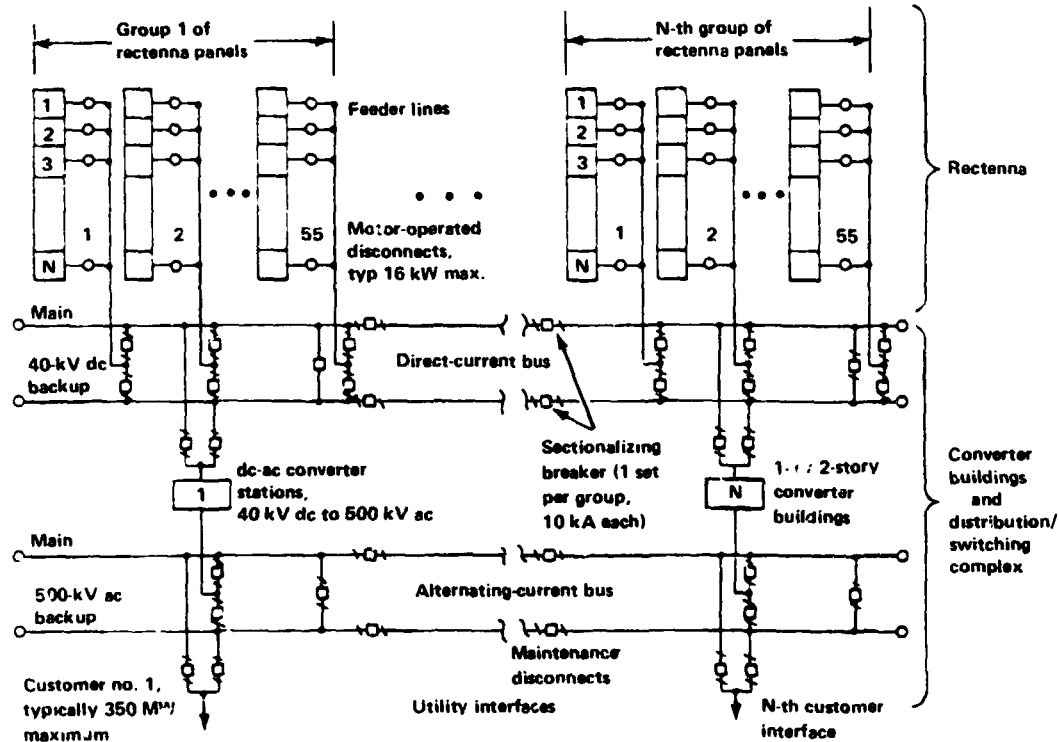 Group 1 of
rectenna panels
N-th group of
rectenna panels
1
2
3
N
1
2
55
Feeder lines
Motor-operated
disconnects,
typ 16 kW max.
1
2
3
N
1
2
55
Rectenna
Main
40-kV dc
backup
Direct-current bus
Sectionalizing
breaker (1 set
per group,
10 kA each)
1
dc-ac converter
stations,
40 kV dc to 500 kV ac
N
2-story
converter
buildings
Converter
buildings
and
distribution/
switching
complex
Main
500-kV ac
backup
Alternating-current bus
Maintenance
disconnects
Customer no. 1,
typically 350 MW
maximum
Utility interfaces
N-th customer
interface